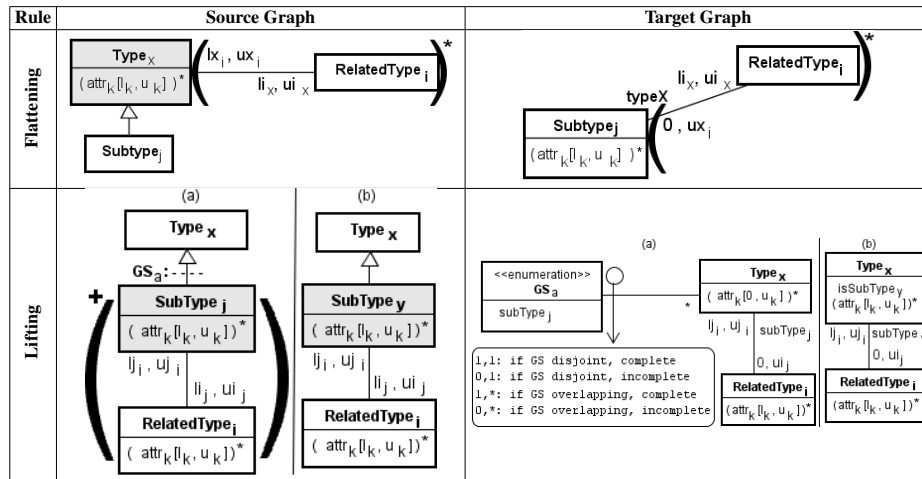 Rule Source Graph Target Graph
Flattening
Type x
(attr k [l k, u k] )*
lx i, ux i
li x, ui x
RelatedType i
*
Subtype j
RelatedType i
*
li x, ui x
typeX
0, ux i
Subtype j
(attr k [l k, u k] )*
Lifting
(a)
Type x
GS a:----
+
SubType j
( attr k [l k, u k])*
lj i, uj i
li j, ui j
RelatedType i
( attr k [l k, u k])*
(b)
Type x
SubType y
( attr k [l k, u k])*
lj i, uj i
li j, ui j
RelatedType i
( attr k [l k, u k])*
(a)
<<enumeration>>
GS a
subType j
*
Type x
( attr k [0, u k] )*
lj i, uj i
subType j
0, ui j
RelatedType i
(attr k [l k, u k])*
1,1: if GS disjoint, complete
0,1: if GS disjoint, incomplete
1,*: if GS overlapping, complete
0,*: if GS overlapping, incomplete
(b)
Type x
isSubType y
(attr k [l k, u k])*
lj i, uj i
subType
0, ui j
RelatedType i
(attr k [l k, u k])*